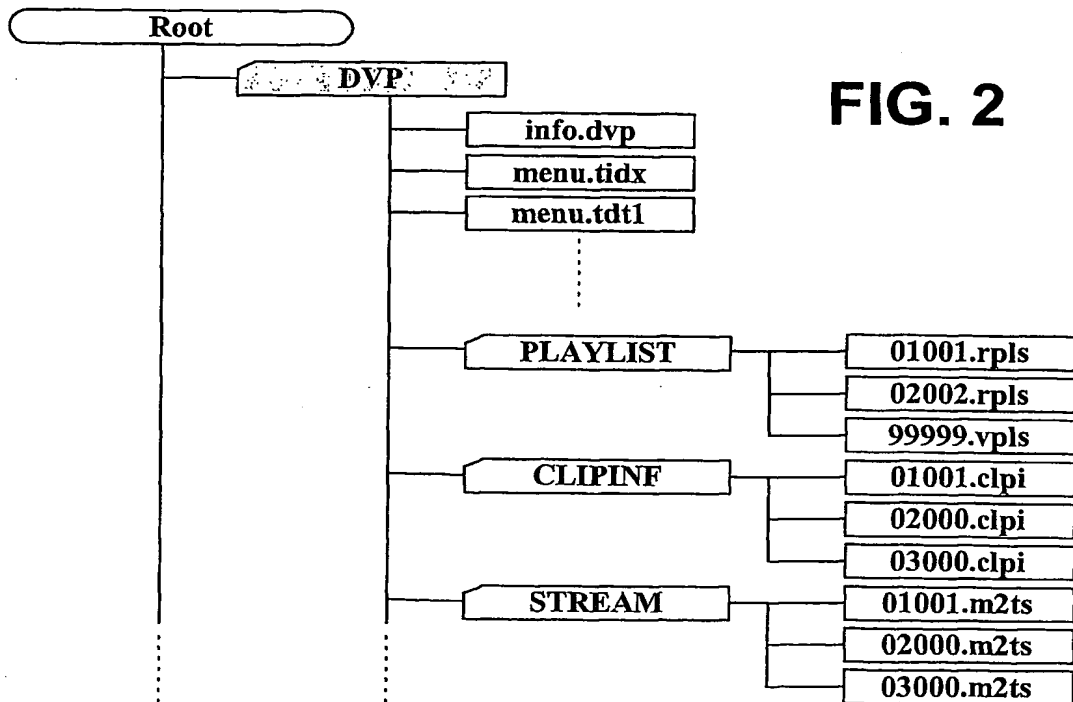 Root
DVP
FIG. 2
info.dvp
menu.tidx
menu.tdt1
PLAYLIST
01001.rpls
02002.rpls
99999.vpls
CLIPINF
01001.clpi
02000.clpi
03000.clpi
STREAM
01001.m2ts
02000.m2ts
03000.m2ts